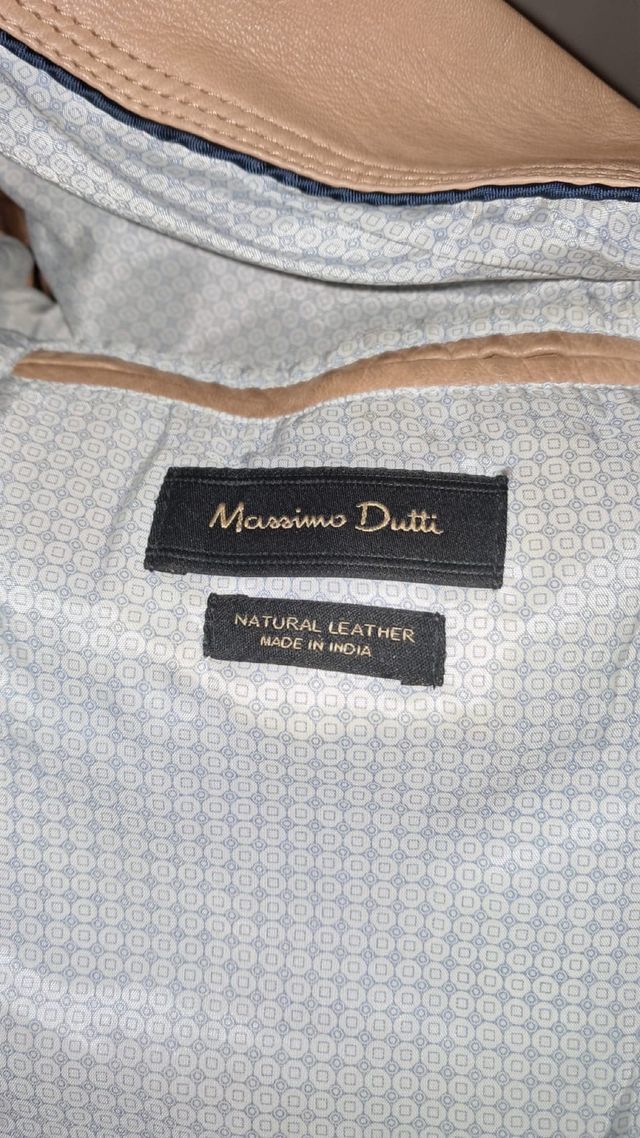 Massimo Dutti
NATURAL LEATHER
MADE IN INDIA